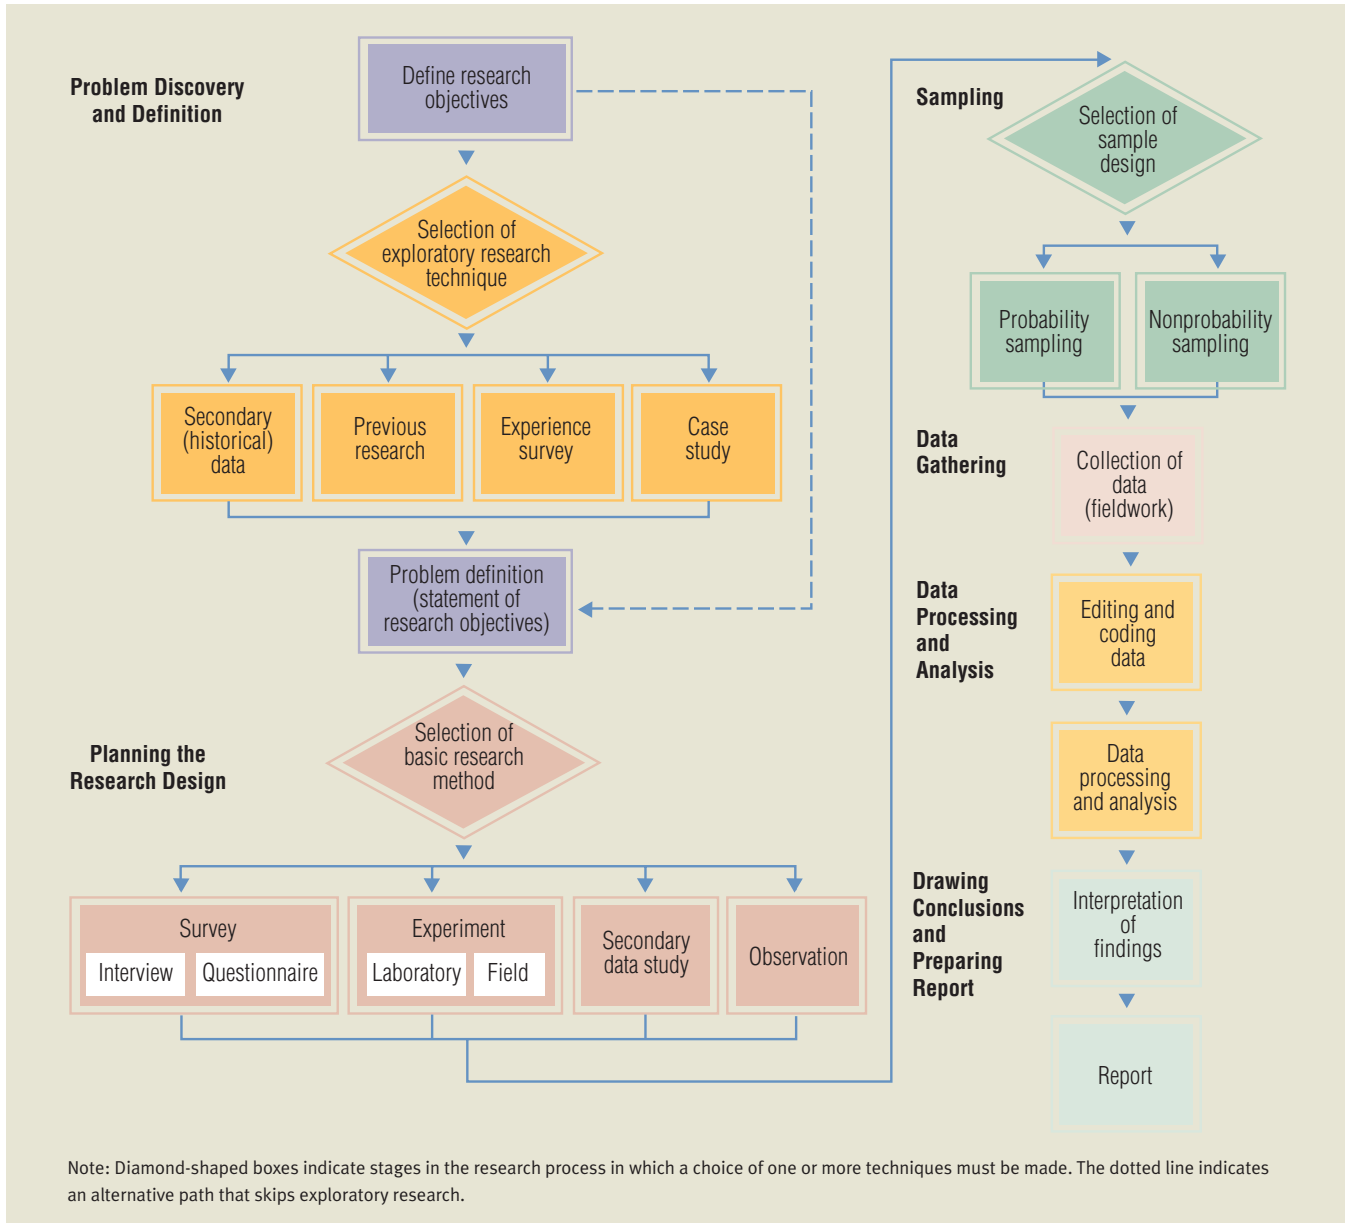 Problem Discovery
and Definition
Define research
objectives
Selection of
exploratory research
technique
Secondary
(historical)
data
Previous
research
Experience
survey
Case
study
Problem definition
(statement of
research objectives)
Planning the
Research Design
Selection of
basic research
method
Survey
Interview
Questionnaire
Experiment
Laboratory
Field
Secondary
data study
Observation
Sampling
Selection of
sample
design
Probability
sampling
Nonprobability
sampling
Data
Gathering
Collection of
data
(fieldwork)
Data
Processing
and
Analysis
Editing and
coding
data
Data
processing
and analysis
Drawing
Conclusions
and
Preparing
Report
Interpretation
of
findings
Report
Note: Diamond-shaped boxes indicate stages in the research process in which a choice of one or more techniques must be made. The dotted line indicates
an alternative path that skips exploratory research.